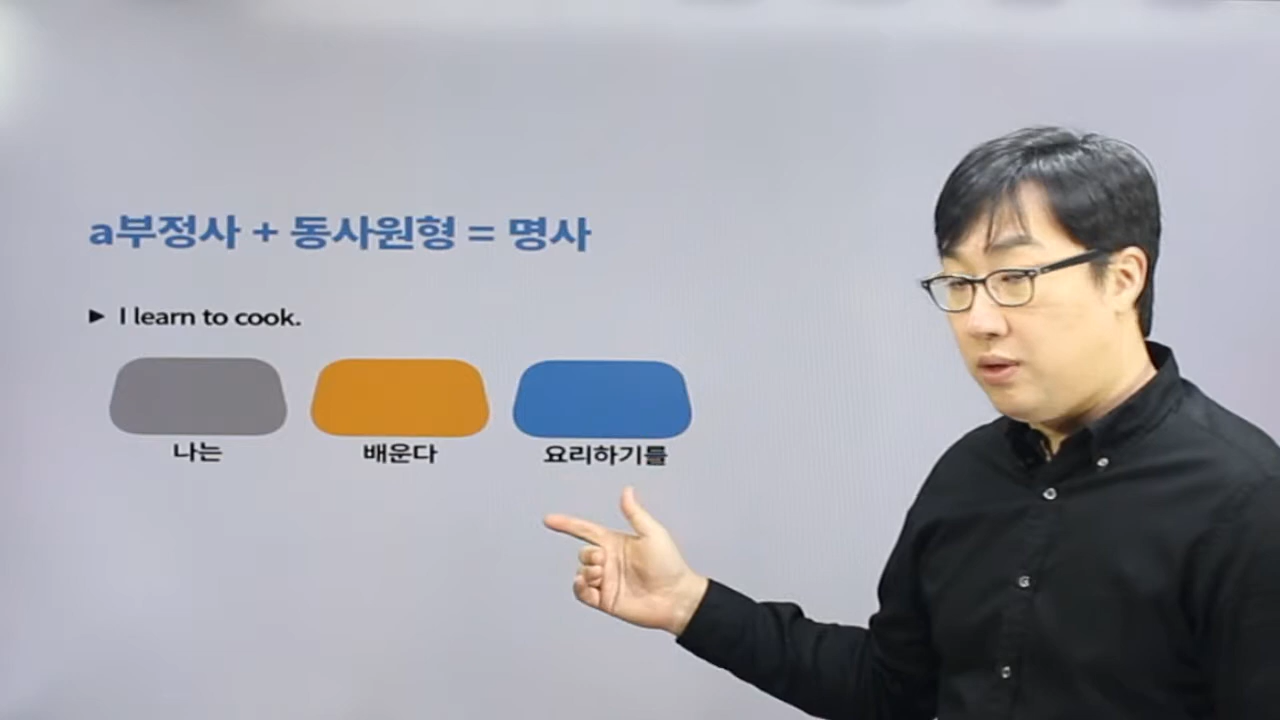 a부정사 + 동사원형 = 명사
► I learn to cook.
나는 배운다 요리하기를